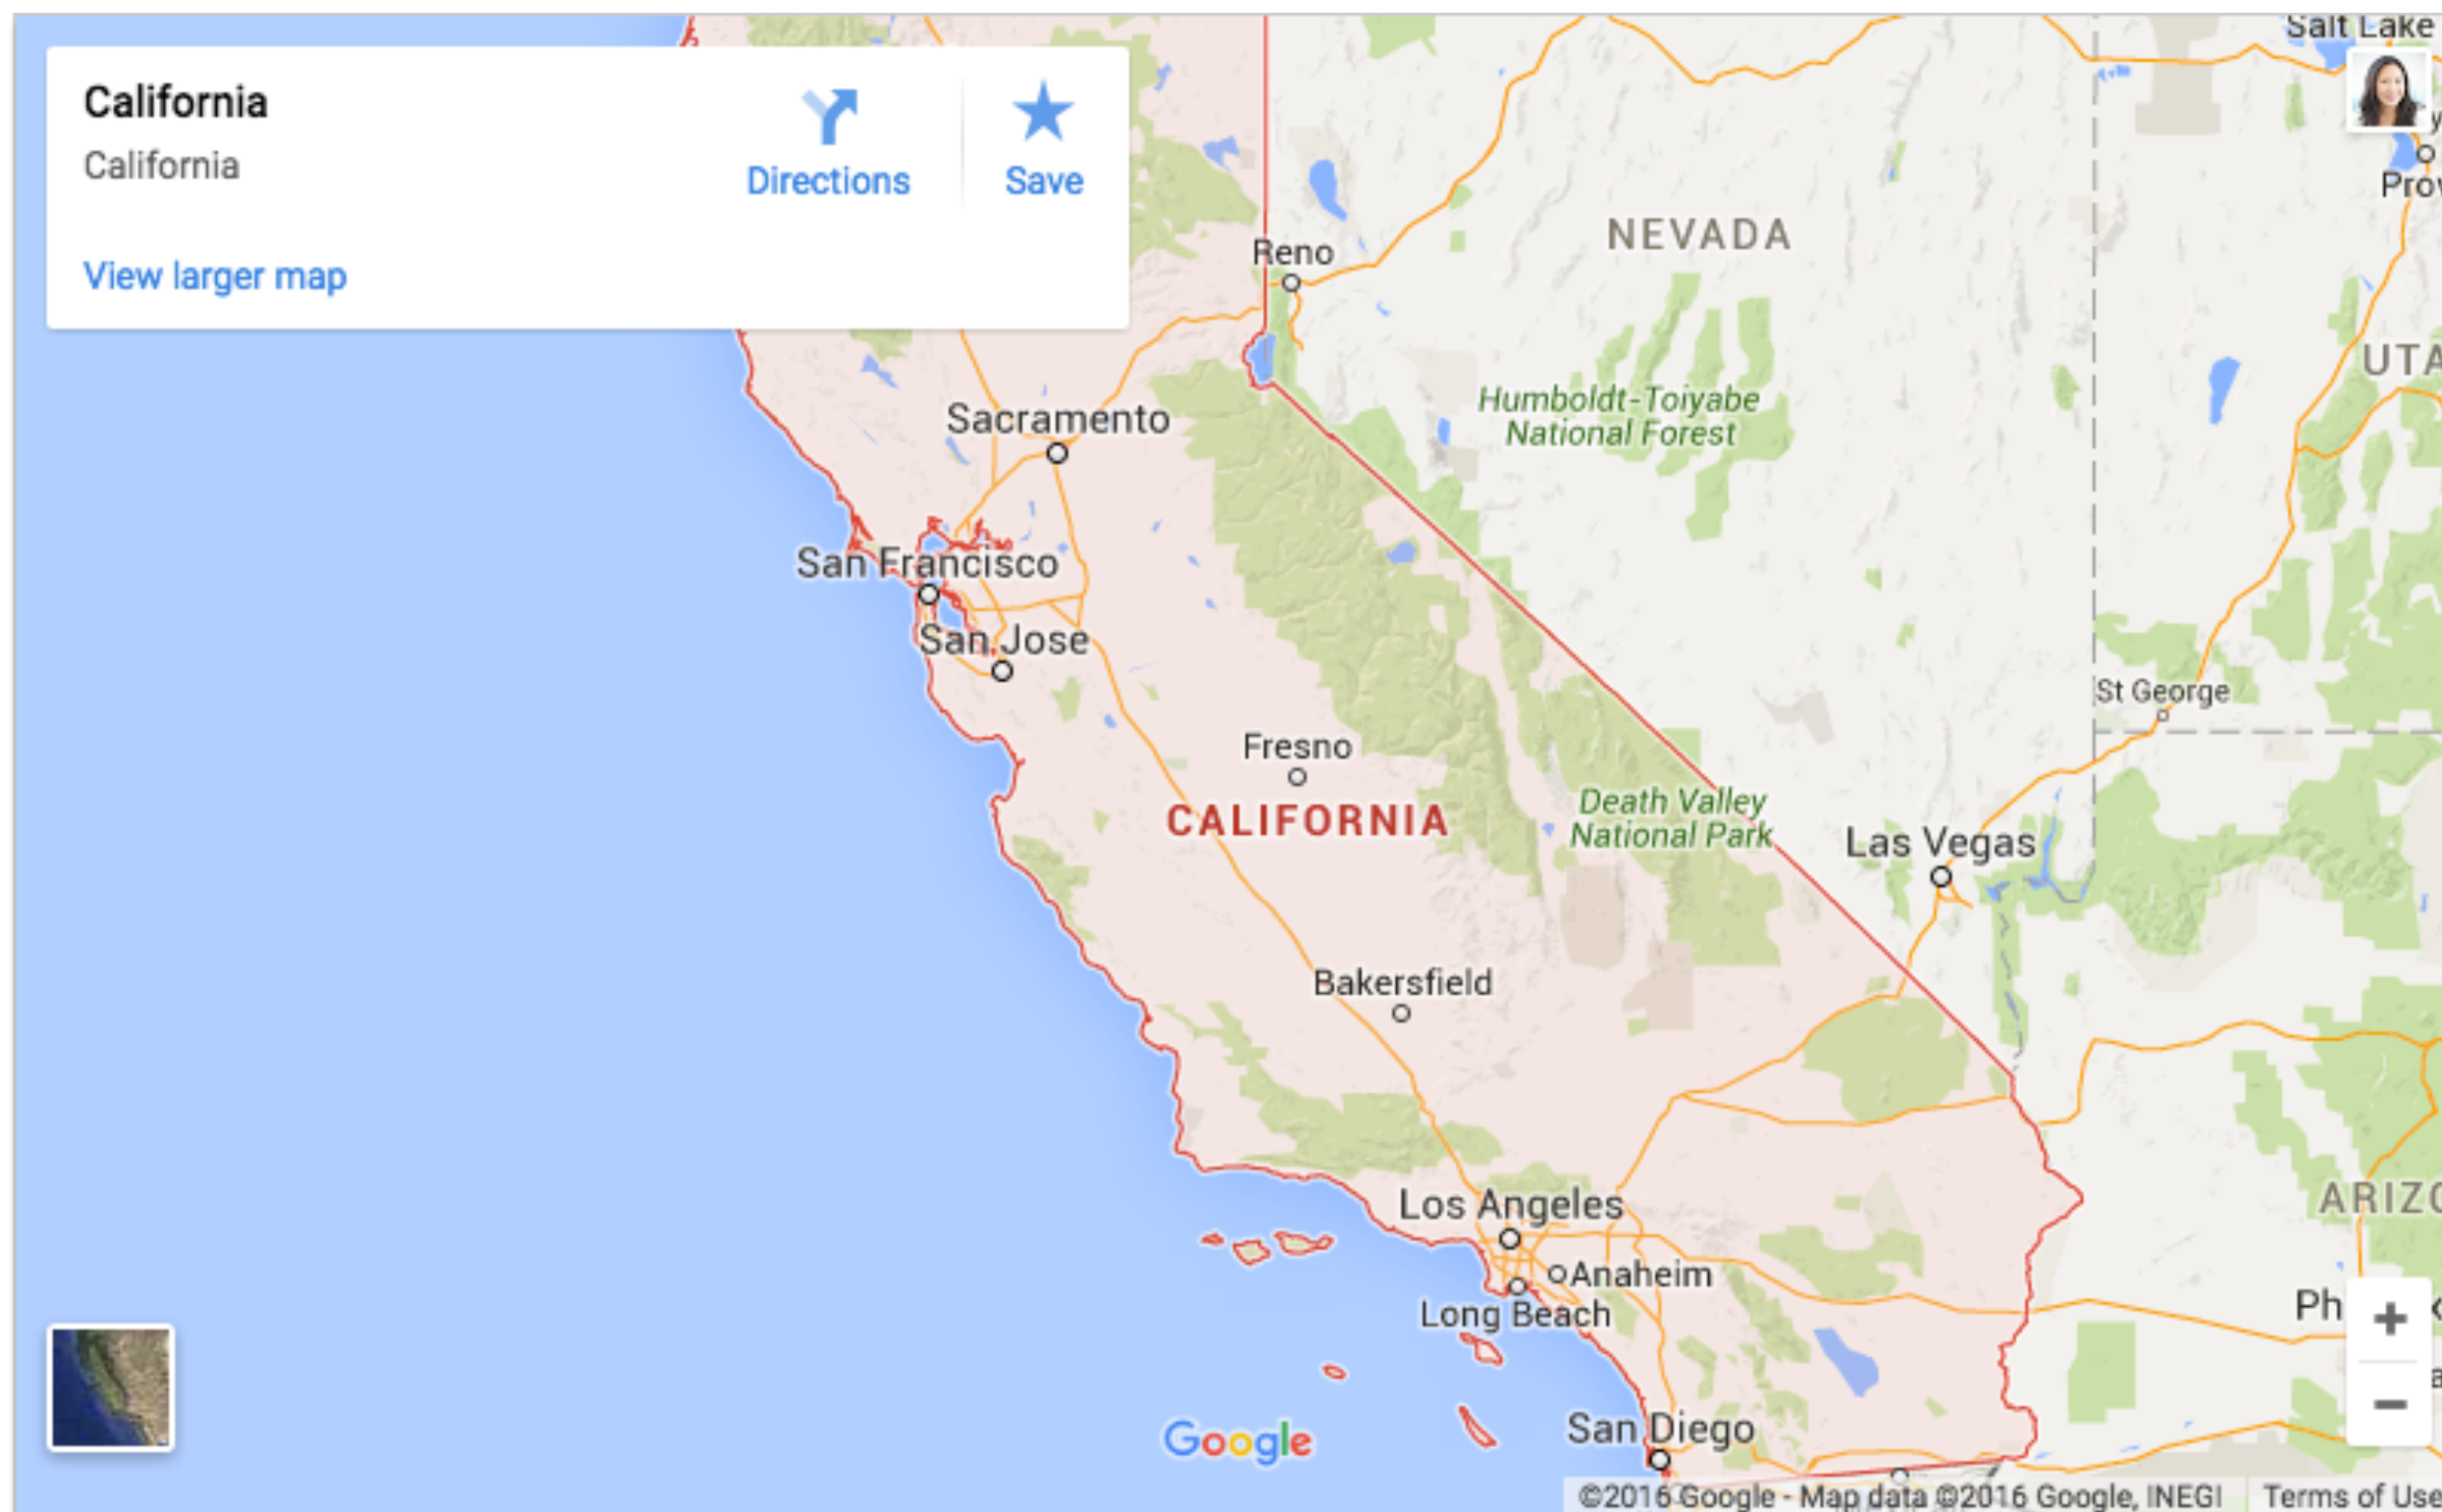 Salt Lake
California
California
Directions
Save
View larger map
NEVADA
Reno
UTA
Humboldt-Toiyabe
National Forest
Sacramento
San Francisco
San Jose
St George
Fresno
CALIFORNIA
Death Valley
National Park
Las Vegas
Bakersfield
ARIZO
Los Angeles
Anaheim
Long Beach
San Diego
Google
©2016 Google - Map data ©2016 Google, INEGI
Terms of Use